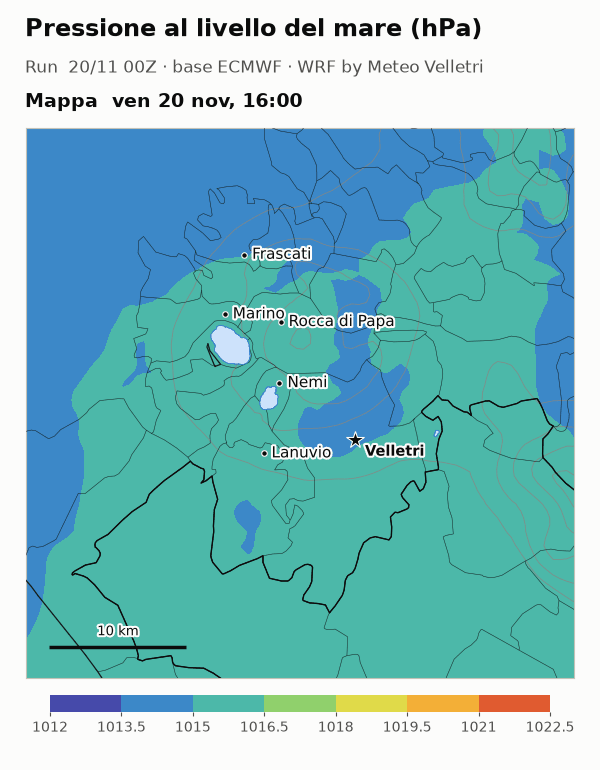 Pressione al livello del mare (hPa)
Run  20/11 00Z · base ECMWF · WRF by Meteo Velletri
Mappa  ven 20 nov, 16:00
Frascati
Marino
Rocca di Papa
Nemi
Velletri
Lanuvio
10 km
1012 1013.5 1015 1016.5 1018 1019.5 1021 1022.5